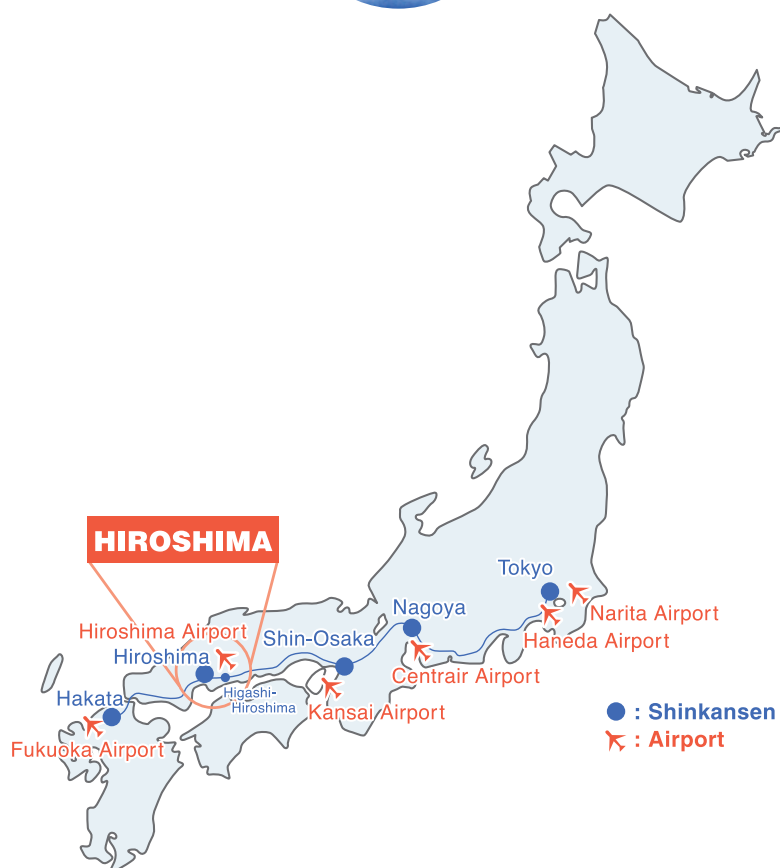 HIROSHIMA
Tokyo
Narita Airport
Nagoya
Haneda Airport
Hiroshima Airport
Shin-Osaka
Hiroshima
Centrair Airport
Higashi-
Hiroshima
Hakata
Kansai Airport
Fukuoka Airport
: Shinkansen
: Airport